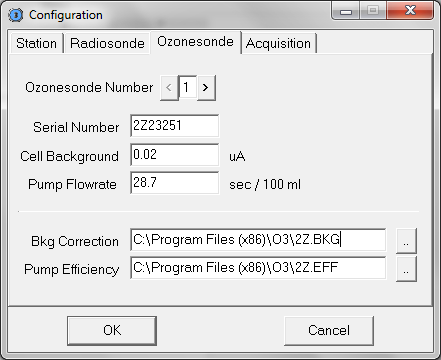 Configuration
Station Radiosonde Ozonesonde Acquisition
Ozonesonde Number < 1 >
Serial Number 2Z23251
Cell Background 0.02 uA
Pump Flowrate 28.7 sec / 100 ml
Bkg Correction C:\Program Files (x86)\O3\2Z.BKG ..
Pump Efficiency C:\Program Files (x86)\O3\2Z.EFF ..
OK Cancel